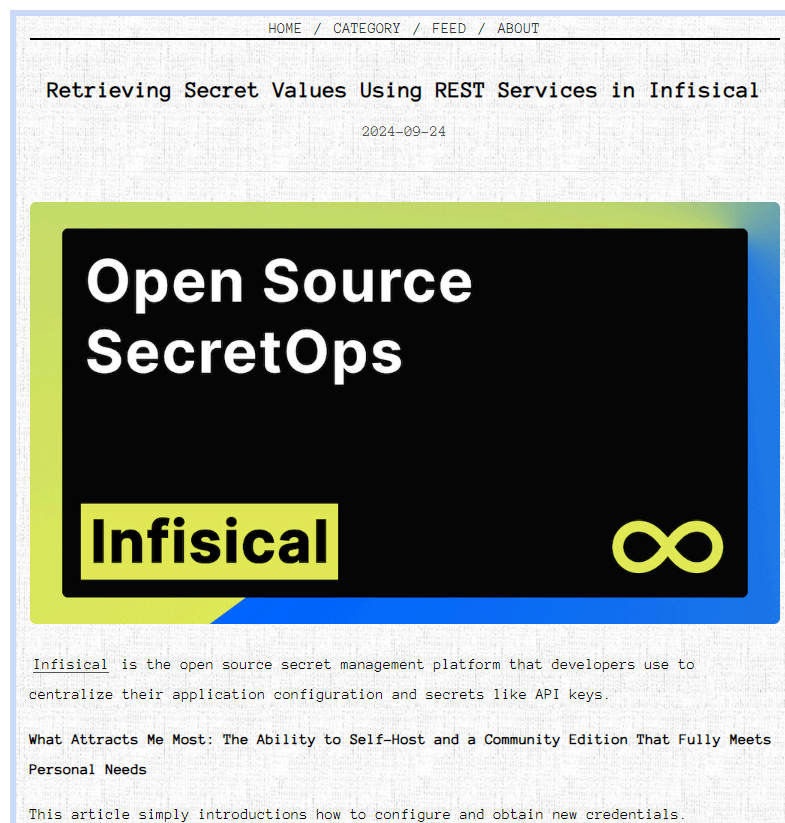 HOME / CATEGORY / FEED / ABOUT
Retrieving Secret Values Using REST Services in Infisical
2024-09-24
Open Source
SecretOps
Infisical
Infisical is the open source secret management platform that developers use to
centralize their application configuration and secrets like API keys.
What Attracts Me Most: The Ability to Self-Host and a Community Edition That Fully Meets
Personal Needs
This article simply introductions how to configure and obtain new credentials.